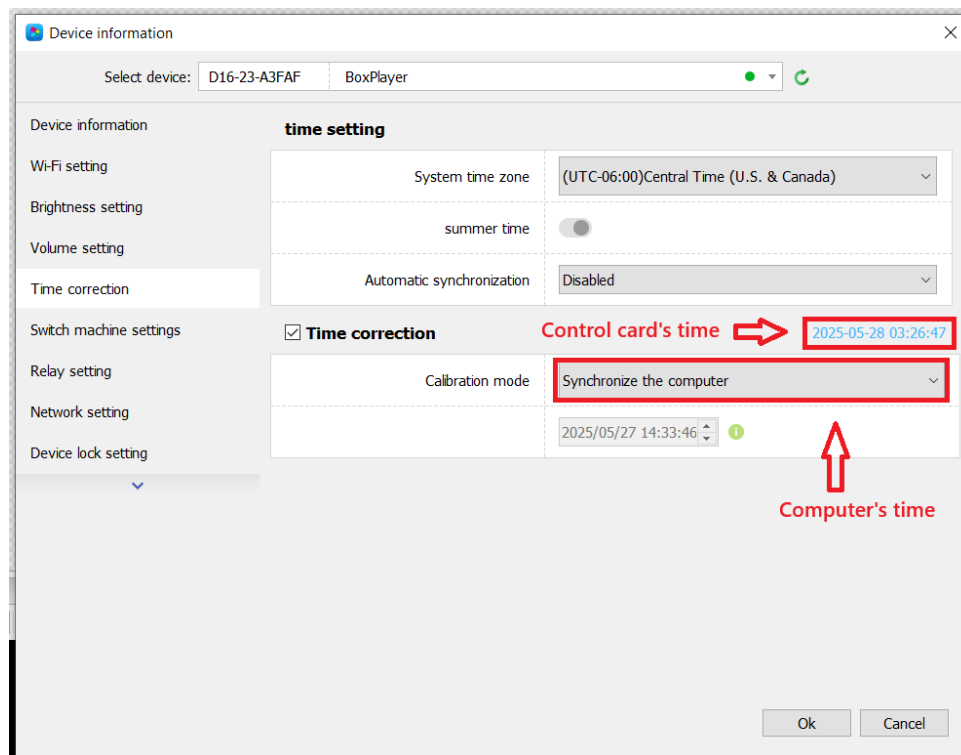 Device information
Select device: D16-23-A3FAF BoxPlayer
Device information
Wi-Fi setting
Brightness setting
Volume setting
Time correction
Switch machine settings
Relay setting
Network setting
Device lock setting
time setting
System time zone (UTC-06:00)Central Time (U.S. & Canada)
summer time
Automatic synchronization Disabled
Time correction Control card's time 2025-05-28 03:26:47
Calibration mode Synchronize the computer
2025/05/27 14:33:46
Computer's time
Ok Cancel